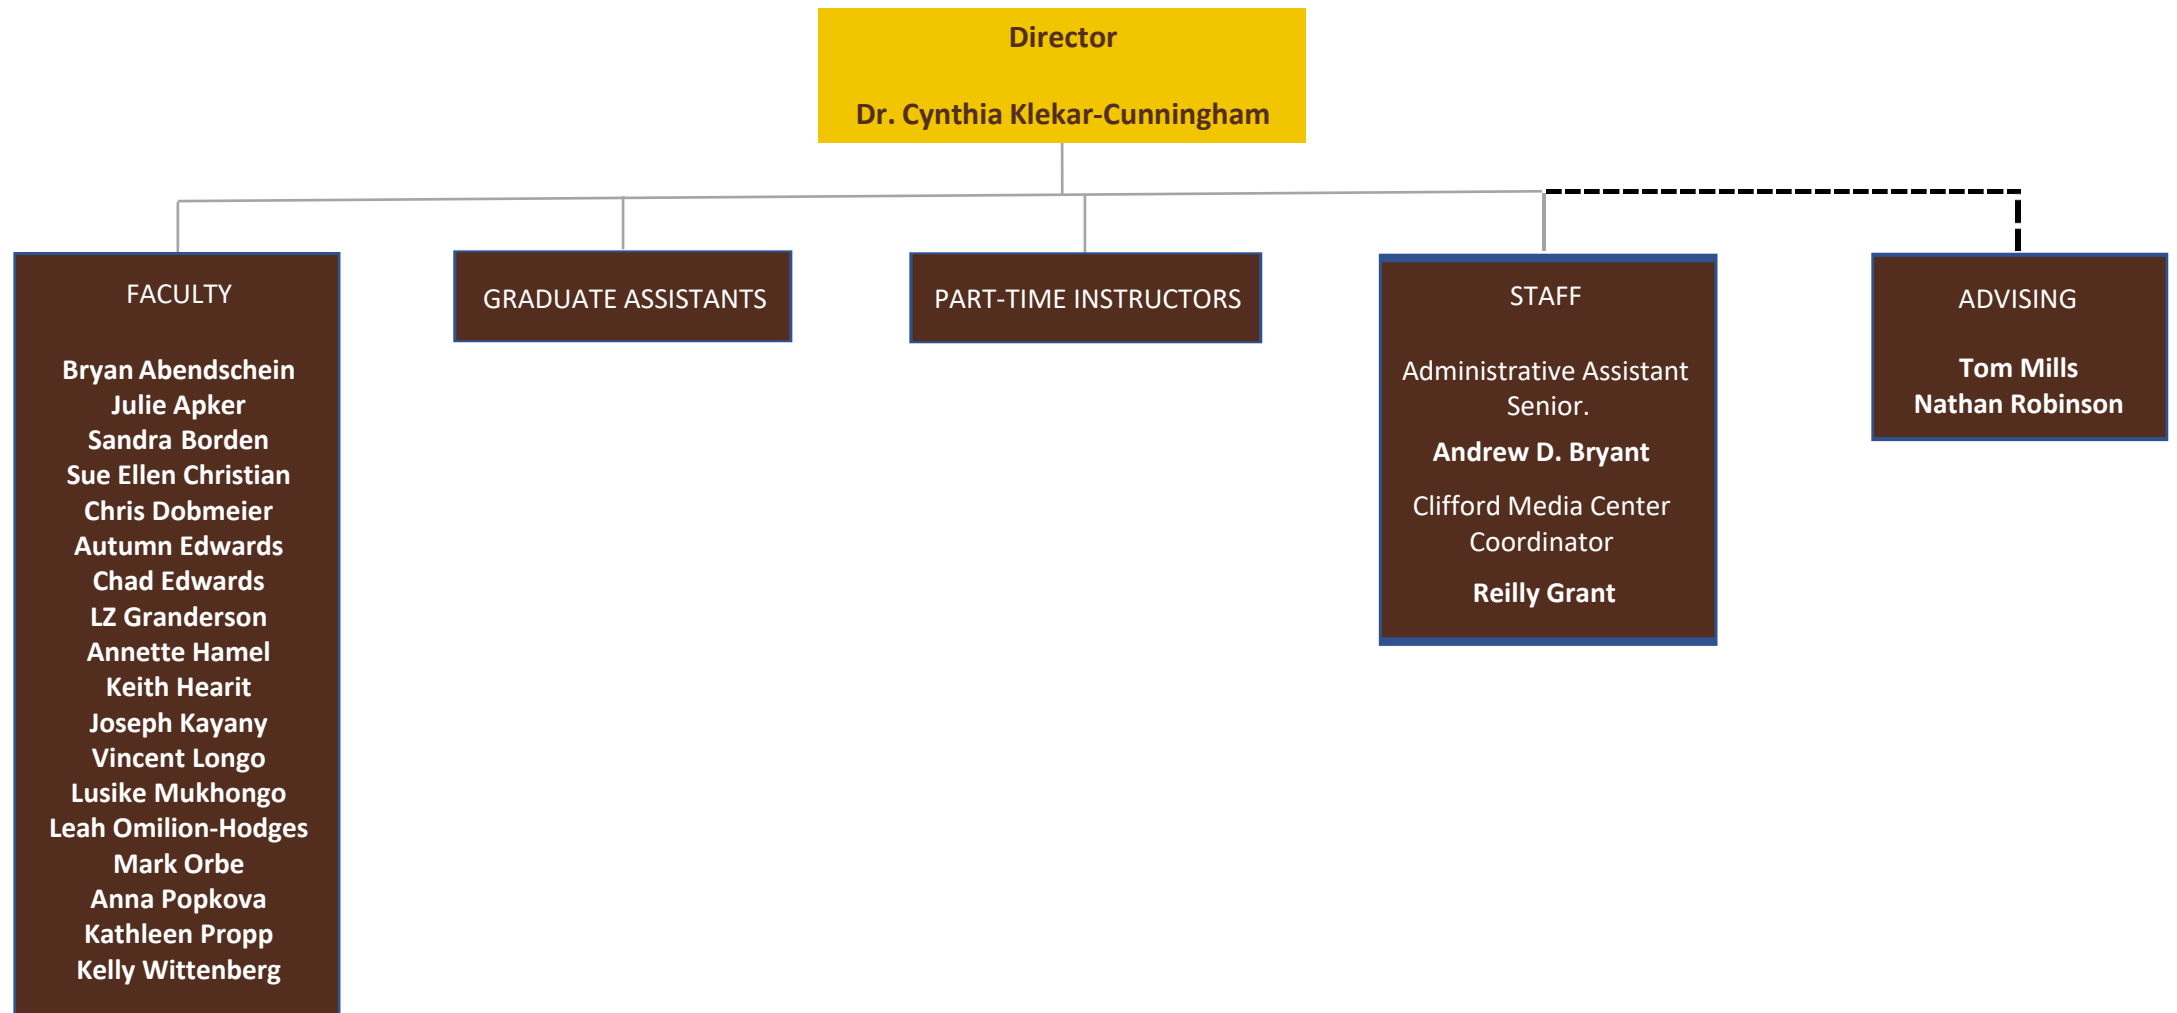 Director
Dr. Cynthia Klekar-Cunningham
FACULTY
Bryan Abendschein
Julie Apker
Sandra Borden
Sue Ellen Christian
Chris Dobmeier
Autumn Edwards
Chad Edwards
LZ Granderson
Annette Hamel
Keith Hearit
Joseph Kayany
Vincent Longo
Lusike Mukhongo
Leah Omilion-Hodges
Mark Orbe
Anna Popkova
Kathleen Propp
Kelly Wittenberg
GRADUATE ASSISTANTS
PART-TIME INSTRUCTORS
STAFF
Administrative Assistant
Senior.
Andrew D. Bryant
Clifford Media Center
Coordinator
Reilly Grant
ADVISING
Tom Mills
Nathan Robinson